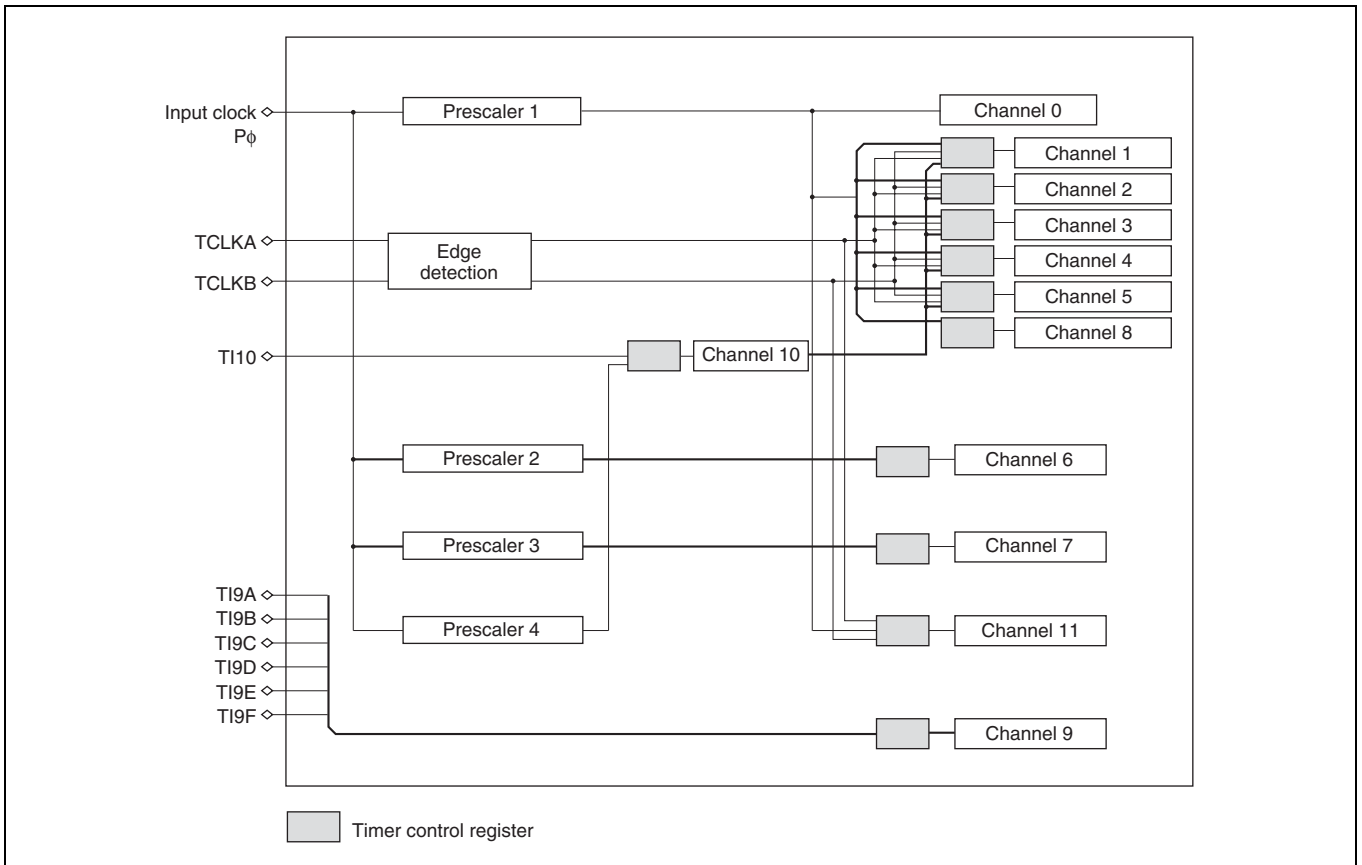 Input clock
Pϕ
Prescaler 1
Channel 0
Channel 1
Channel 2
Channel 3
Channel 4
Channel 5
Channel 8
TCLKA
TCLKB
Edge
detection
TI10
Channel 10
Prescaler 2
Channel 6
Prescaler 3
Channel 7
TI9A
TI9B
TI9C
TI9D
TI9E
TI9F
Prescaler 4
Channel 11
Channel 9
Timer control register